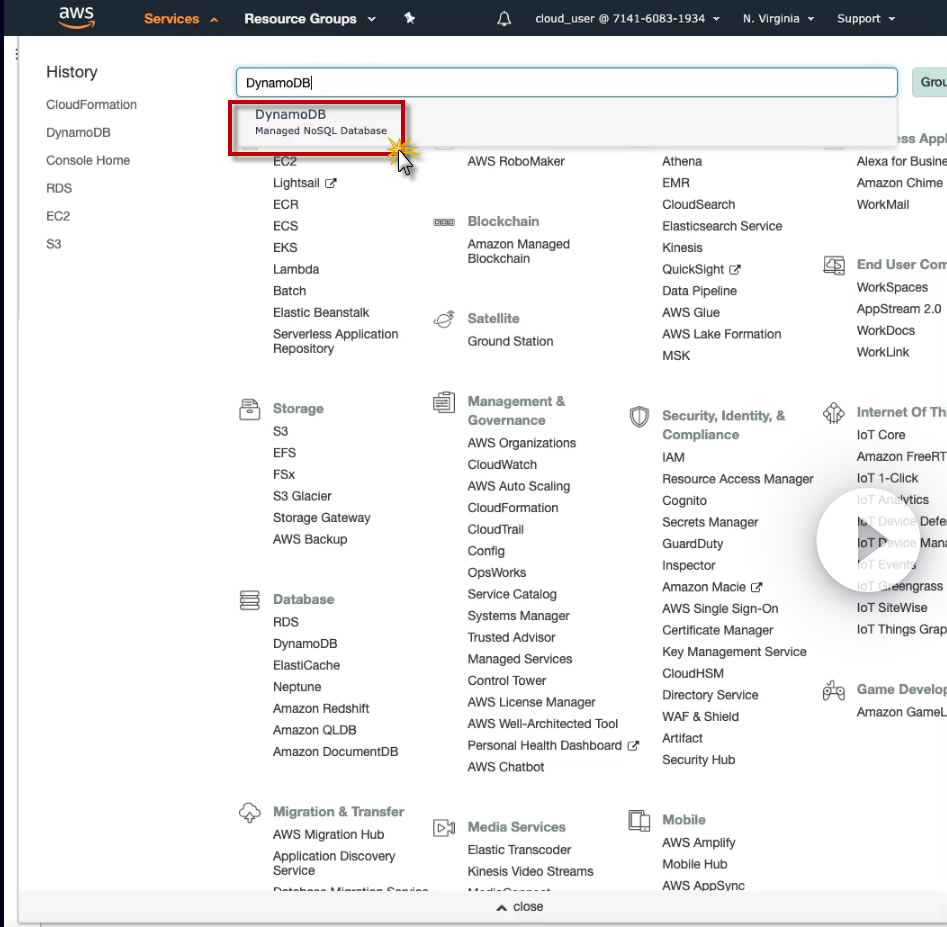 aws
Services
Resource Groups
cloud_user @ 7141-6083-1934
N. Virginia
Support
History
CloudFormation
DynamoDB
Console Home
RDS
EC2
S3
DynamoDB
DynamoDB
Managed NoSQL Database
EC2
Lightsail
ECR
ECS
EKS
Lambda
Batch
Elastic Beanstalk
Serverless Application
Repository
Storage
S3
EFS
FSx
S3 Glacier
Storage Gateway
AWS Backup
Database
RDS
DynamoDB
ElastiCache
Neptune
Amazon Redshift
Amazon QLDB
Amazon DocumentDB
Migration & Transfer
AWS Migration Hub
Application Discovery
Service
Database Migration Service
AWS RoboMaker
Blockchain
Amazon Managed
Blockchain
Satellite
Ground Station
Management &
Governance
AWS Organizations
CloudWatch
AWS Auto Scaling
CloudFormation
CloudTrail
Config
OpsWorks
Service Catalog
Systems Manager
Trusted Advisor
Managed Services
Control Tower
AWS License Manager
AWS Well-Architected Tool
Personal Health Dashboard
AWS Chatbot
Media Services
Elastic Transcoder
Kinesis Video Streams
MediaConnect
Athena
EMR
CloudSearch
Elasticsearch Service
Kinesis
QuickSight
Data Pipeline
AWS Glue
AWS Lake Formation
MSK
Security, Identity, &
Compliance
IAM
Resource Access Manager
Cognito
Secrets Manager
GuardDuty
Inspector
Amazon Macie
AWS Single Sign-On
Certificate Manager
Key Management Service
CloudHSM
Directory Service
WAF & Shield
Artifact
Security Hub
Mobile
AWS Amplify
Mobile Hub
AWS AppSync
Grou
ess Appl
Alexa for Busine
Amazon Chime
WorkMail
End User Com
WorkSpaces
AppStream 2.0
WorkDocs
WorkLink
Internet Of Th
IoT Core
Amazon FreeRT
IoT 1-Click
IoT Analytics
IoT Device Defe
IoT Device Mana
IoT Events
IoT Greengrass
IoT SiteWise
IoT Things Grap
Game Develop
Amazon GameL
close